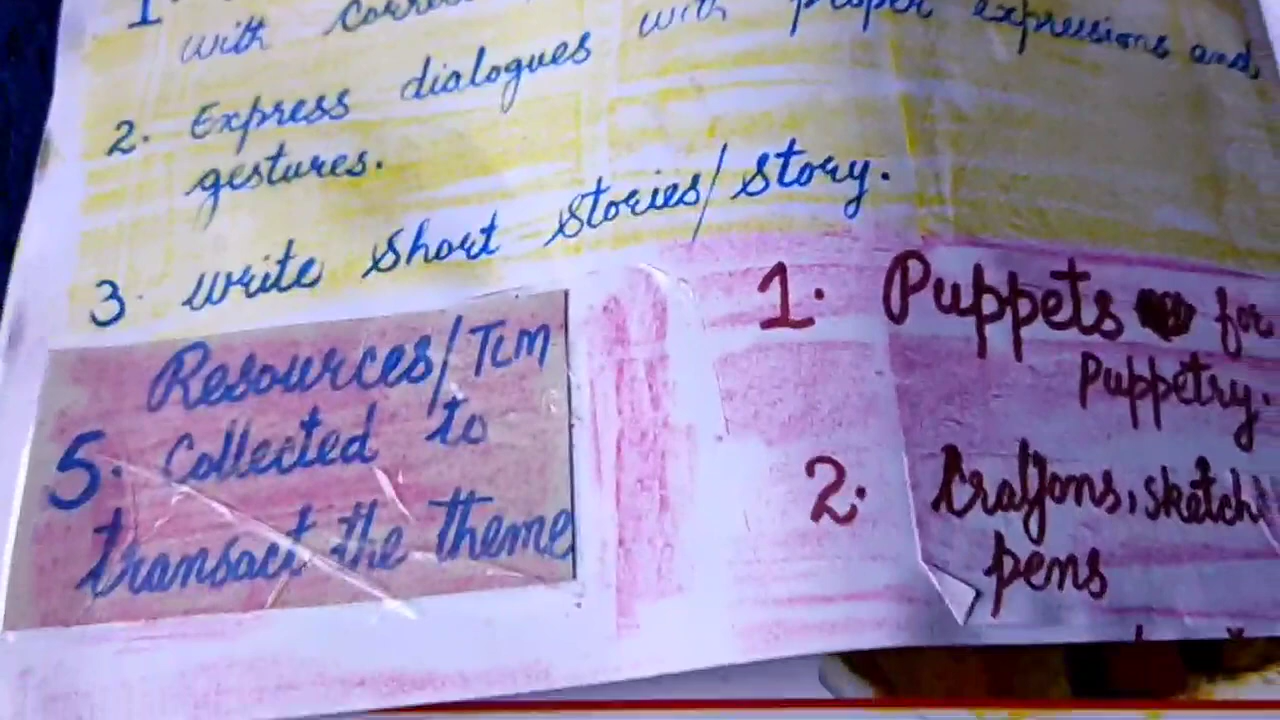 1.
with
2. Express dialogues with proper expressions and,
gestures.
3. write short stories/story.
Resources/TLM
5. Collected to
transact the theme
1. Puppets for
Puppetry.
2. Crayons, sketch
pens